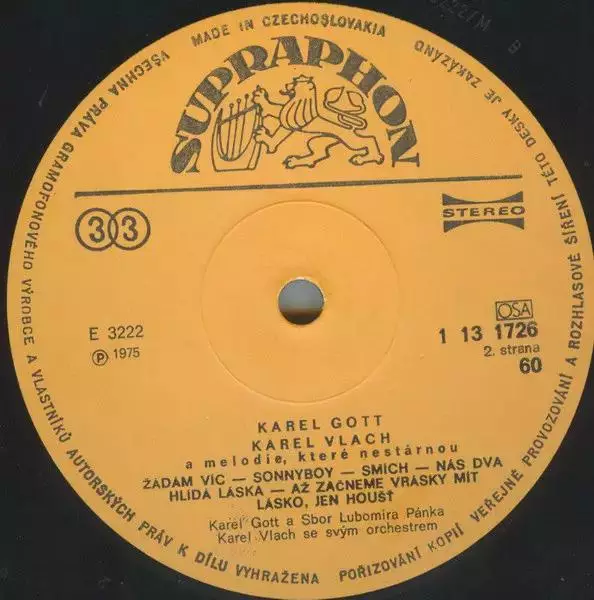 MADE IN CZECHOSLOVAKIA
VŠECHNA PRÁVA GRAMOFONOVÉHO VÝROBCE A VLASTNÍKŮ AUTORSKÝCH PRÁV K DÍLU VYHRAŽENA
POŘIZOVÁNÍ KOPIÍ VEŘEJNÉ PROVOZOVÁNÍ A ROZHLASOVÉ ŠÍŘENÍ TÉTO DESKY JE ZAKÁZÁNO
SUPRAPHON
33
STEREO
OSA
E 3222
1 13 1726
Ⓟ 1975
2. strana
60
KAREL GOTT
KAREL VLACH
a melodie, které nestárnou
ŽÁDÁM VÍC — SONNYBOY — SMÍCH — NÁS DVA
HLÍDÁ LÁSKA — AŽ ZAČNEME VRÁSKY MÍT
LÁSKO, JEN HOUSŤ
Karel Gott a Sbor Lubomíra Pánka
Karel Vlach se svým orchestrem